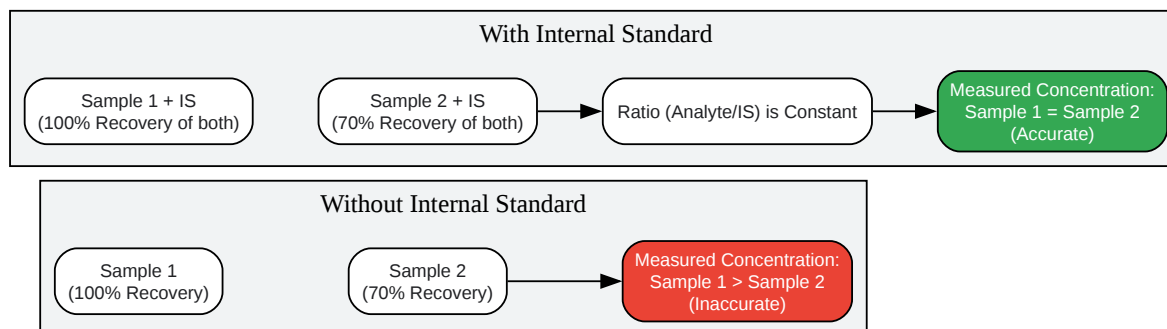 With Internal Standard
Sample 1 + IS
(100% Recovery of both)
Sample 2 + IS
(70% Recovery of both)
Ratio (Analyte/IS) is Constant
Measured Concentration:
Sample 1 = Sample 2
(Accurate)
Without Internal Standard
Sample 1
(100% Recovery)
Sample 2
(70% Recovery)
Measured Concentration:
Sample 1 > Sample 2
(Inaccurate)